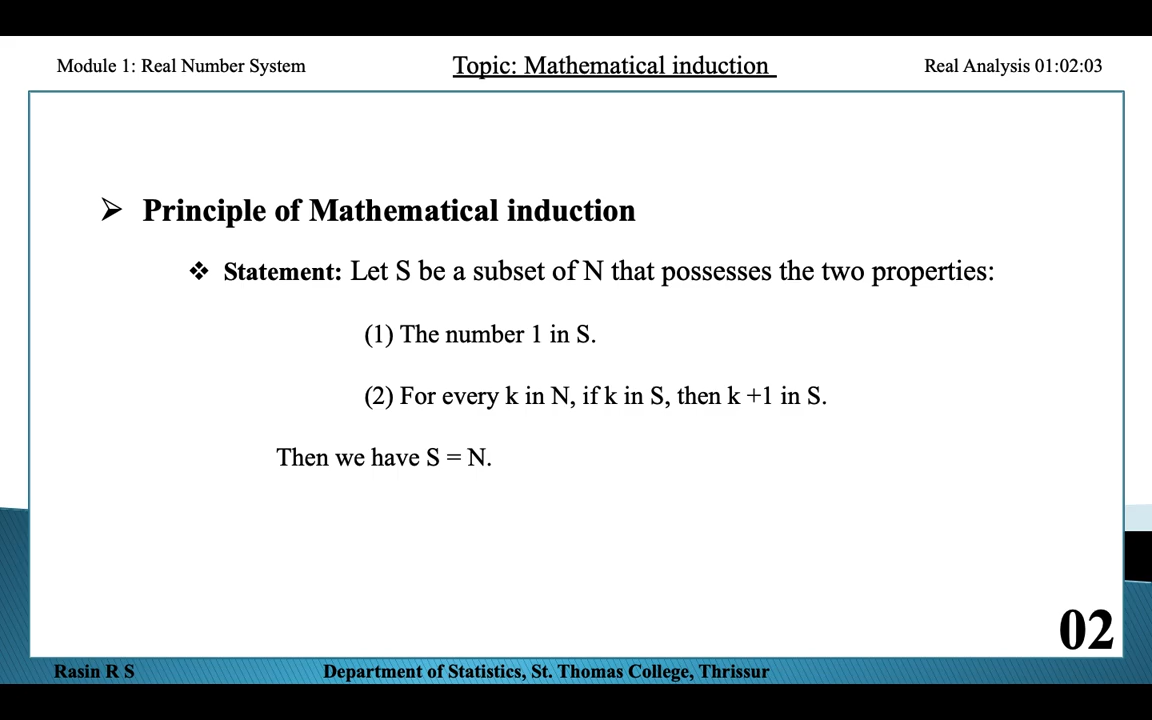 Module 1: Real Number System
Topic: Mathematical induction
Real Analysis 01:02:03
Principle of Mathematical induction
Statement: Let S be a subset of N that possesses the two properties:
(1) The number 1 in S.
(2) For every k in N, if k in S, then k +1 in S.
Then we have S = N.
02
Rasin R S
Department of Statistics, St. Thomas College, Thrissur